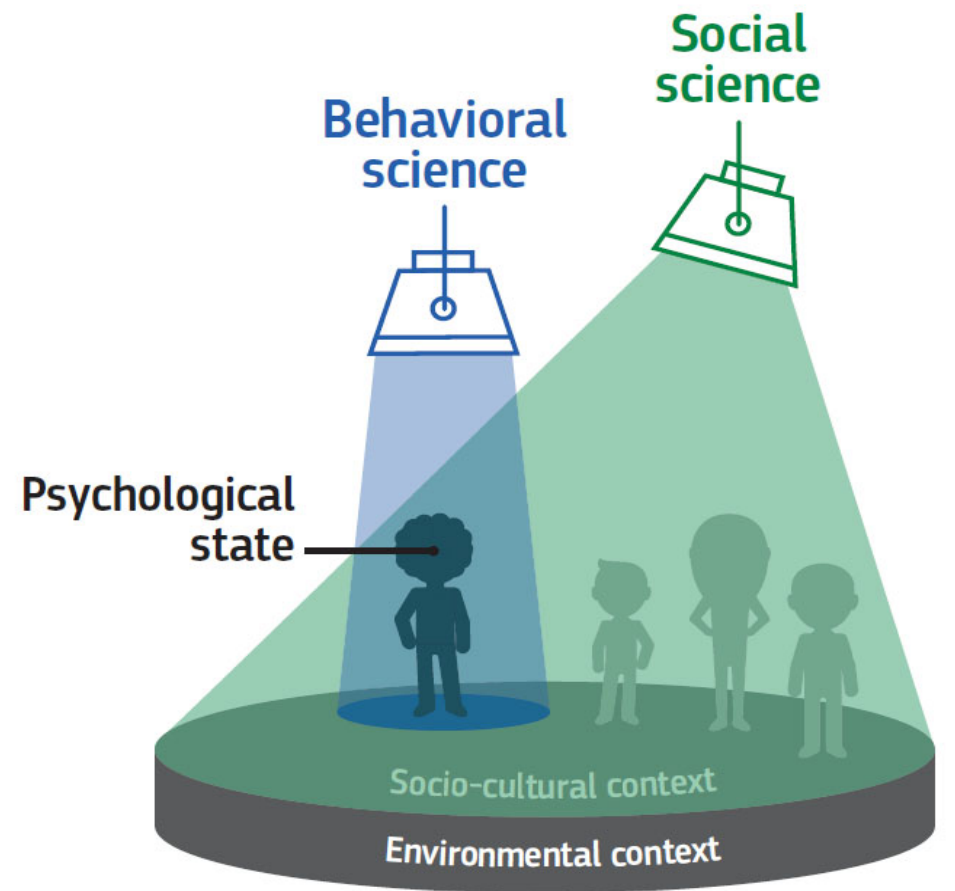 Social
science
Behavioral
science
Psychological
state
Socio-cultural context
Environmental context